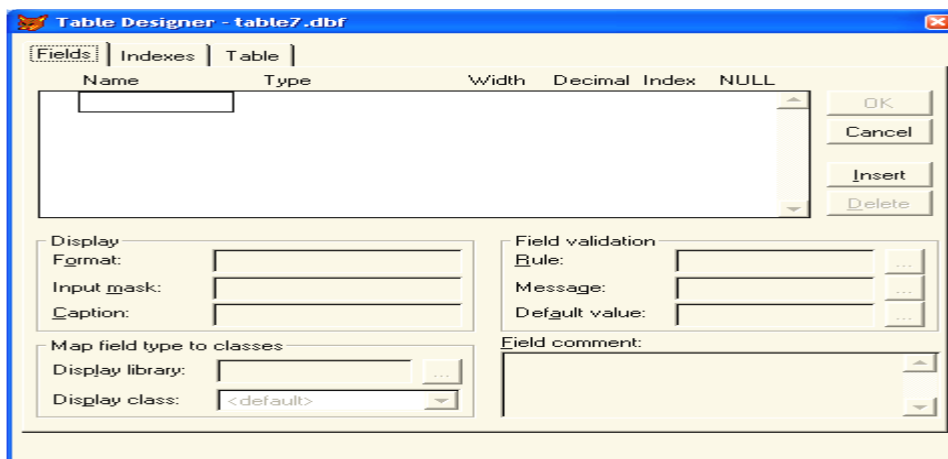 Table Designer - table7.dbf
Fields Indexes Table
Name Type Width Decimal Index NULL
OK
Cancel
Insert
Delete
Display
Format:
Input mask:
Caption:
Field validation
Rule: ...
Message: ...
Default value: ...
Map field type to classes
Display library: ...
Display class: <default>
Field comment: